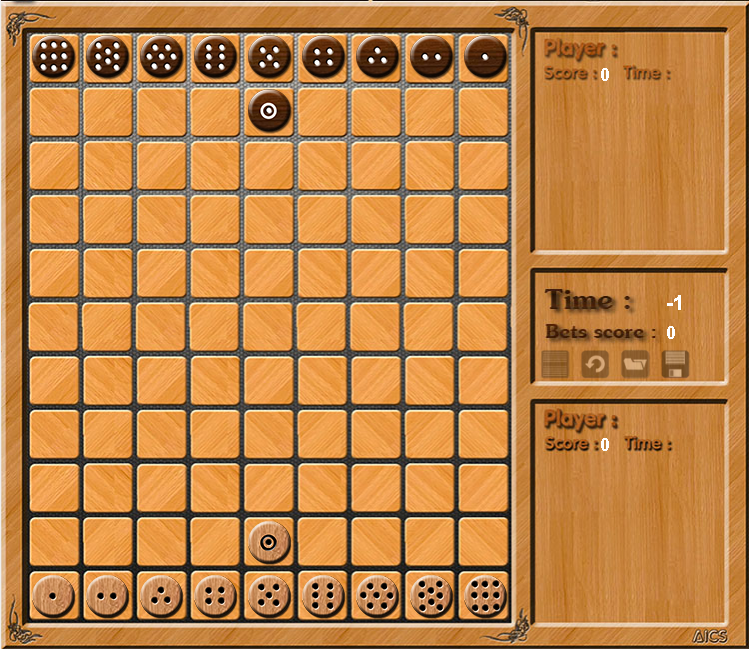 Player :
Score : 0 Time :
Time : -1
Bets score : 0
Player :
Score : 0 Time :
AICS